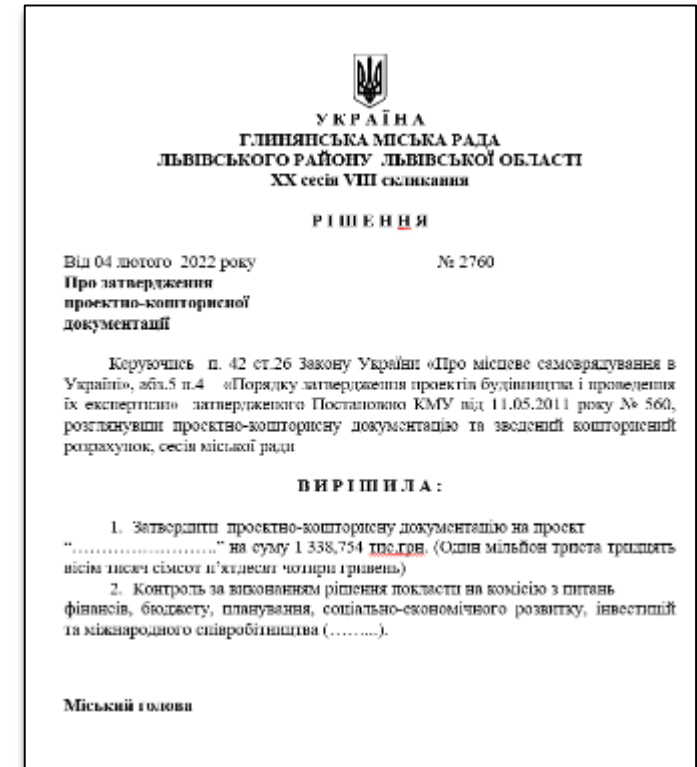 УКРАЇНА
ГЛИНЯНСЬКА МІСЬКА РАДА
ЛЬВІВСЬКОГО РАЙОНУ ЛЬВІВСЬКОЇ ОБЛАСТІ
XX сесія VIII скликання
РІШЕННЯ
Від 04 лютого 2022 року № 2760
Про затвердження
проектно-кошторисної
документації
Керуючись п. 42 ст.26 Закону України «Про місцеве самоврядування в
Україні», абз.5 п.4 «Порядку затвердження проектів будівництва і проведення
їх експертизи» затвердженого Постановою КМУ від 11.05.2011 року № 560,
розглянувши проектно-кошторисну документацію та зведений кошторисний
розрахунок, сесія міської ради
ВИРІШИЛА:
1. Затвердити проектно-кошторисну документацію на проект
“…………………….” на суму 1 338,754 тис.грн. (Один мільйон триста тридцять
вісім тисяч сімсот п’ятдесят чотири гривень)
2. Контроль за виконанням рішення покласти на комісію з питань
фінансів, бюджету, планування, соціально-економічного розвитку, інвестицій
та міжнародного співробітництва (………).
Міський голова